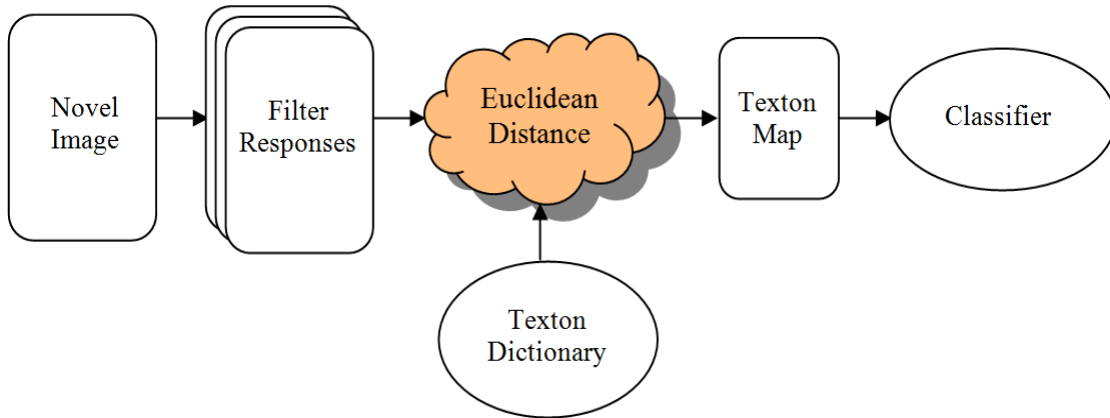 Novel
Image
Filter
Responses
Euclidean
Distance
Texton
Map
Classifier
Texton
Dictionary